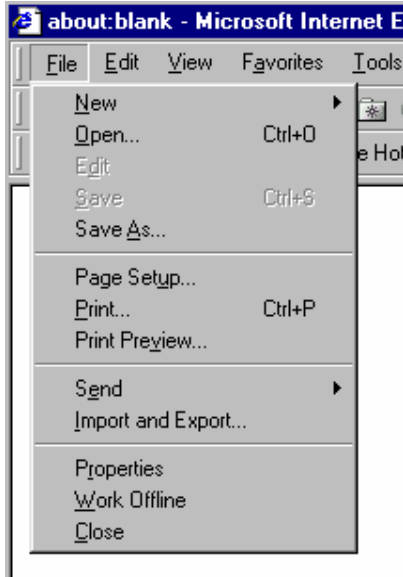 about:blank - Microsoft Internet E
File Edit View Favorites Tools
New
Open... Ctrl+O
e Hot
Edit
Save Ctrl+S
Save As...
Page Setup...
Print... Ctrl+P
Print Preview...
Send
Import and Export...
Properties
Work Offline
Close